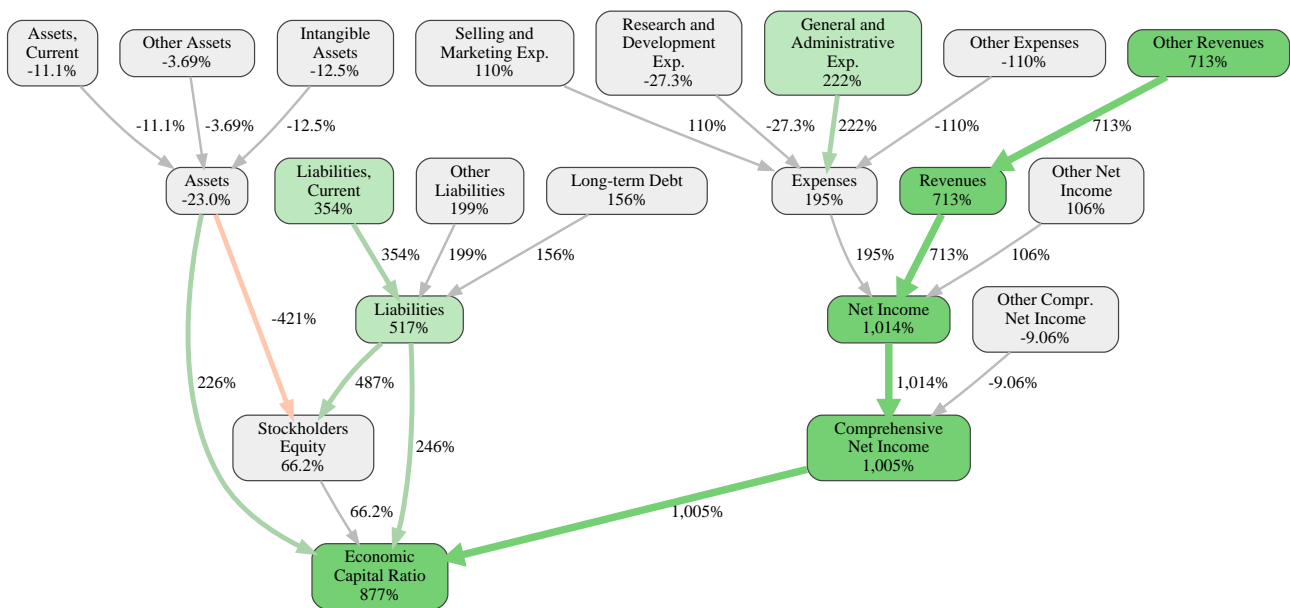 Assets,
Current
-11.1%
Other Assets
-3.69%
Intangible
Assets
-12.5%
Selling and
Marketing Exp.
110%
Research and
Development
Exp.
-27.3%
General and
Administrative
Exp.
222%
Other Expenses
-110%
Other Revenues
713%
-11.1%
-3.69%
-12.5%
110%
-27.3%
222%
-110%
713%
Assets
-23.0%
Liabilities,
Current
354%
Other
Liabilities
199%
Long-term Debt
156%
Expenses
195%
Revenues
713%
Other Net
Income
106%
354%
199%
156%
195%
713%
106%
Liabilities
517%
Net Income
1,014%
Other Compr.
Net Income
-9.06%
-421%
226%
487%
1,014%
-9.06%
Stockholders
Equity
66.2%
246%
Comprehensive
Net Income
1,005%
66.2%
1,005%
Economic
Capital Ratio
877%